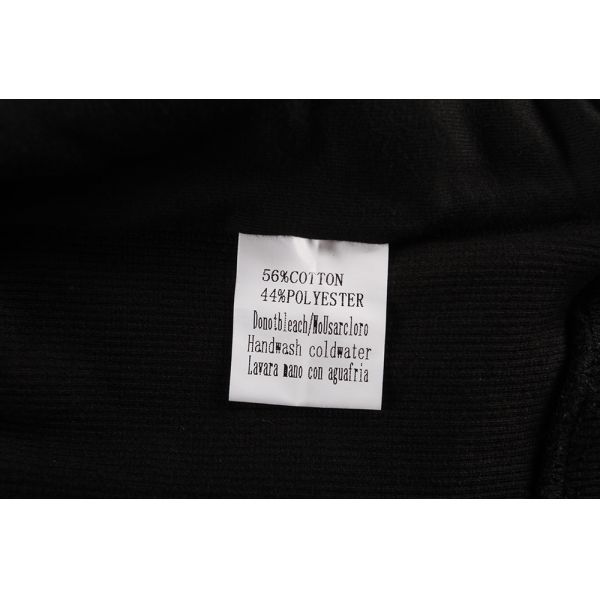 56%COTTON
44%POLYESTER
Donotbleach/NoUsarcloro
Handwash coldwater
Lavara mano con aguafria